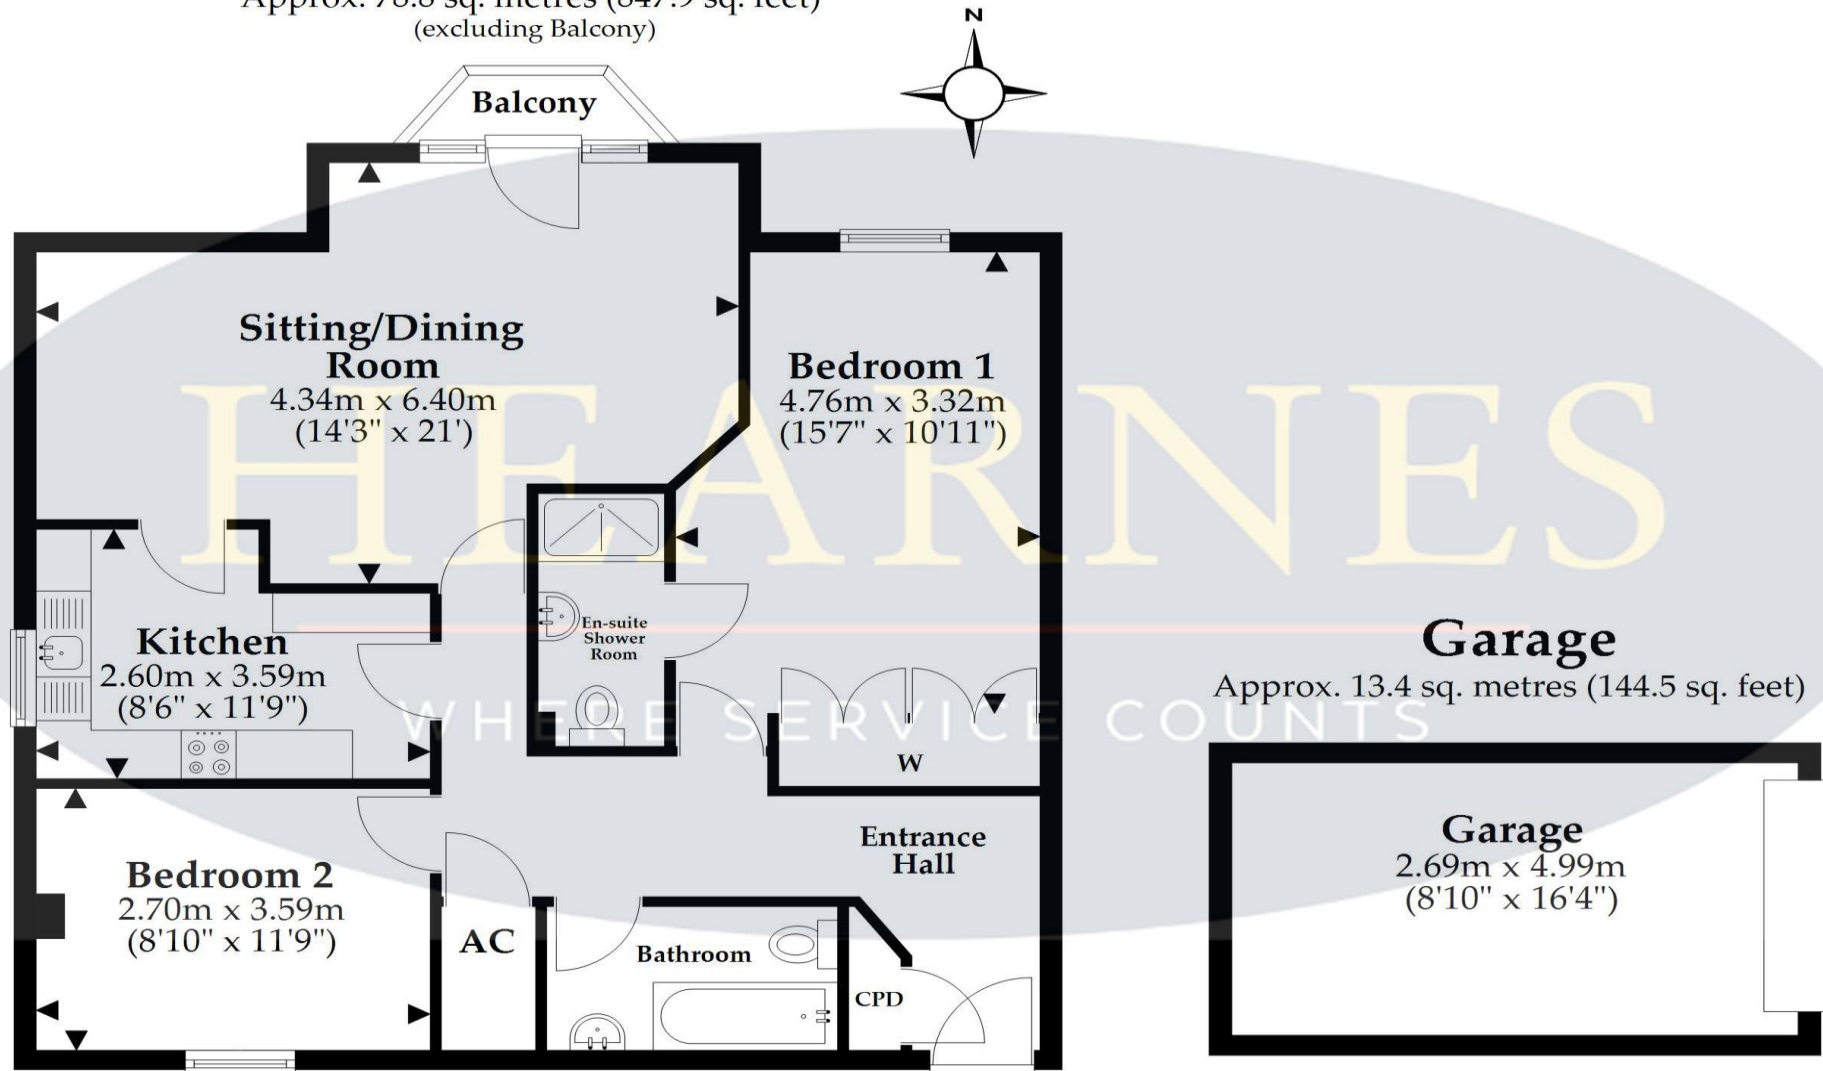 (excluding Balcony)
N
Balcony
Sitting/Dining
Room
4.34m x 6.40m
(14'3" x 21')
Bedroom 1
4.76m x 3.32m
(15'7" x 10'11")
HEARNES
WHERE SERVICE COUNTS
En-suite
Shower
Room
Kitchen
2.60m x 3.59m
(8'6" x 11'9")
W
Entrance
Hall
Bedroom 2
2.70m x 3.59m
(8'10" x 11'9")
AC
Bathroom
CPD
Garage
Approx. 13.4 sq. metres (144.5 sq. feet)
Garage
2.69m x 4.99m
(8'10" x 16'4")